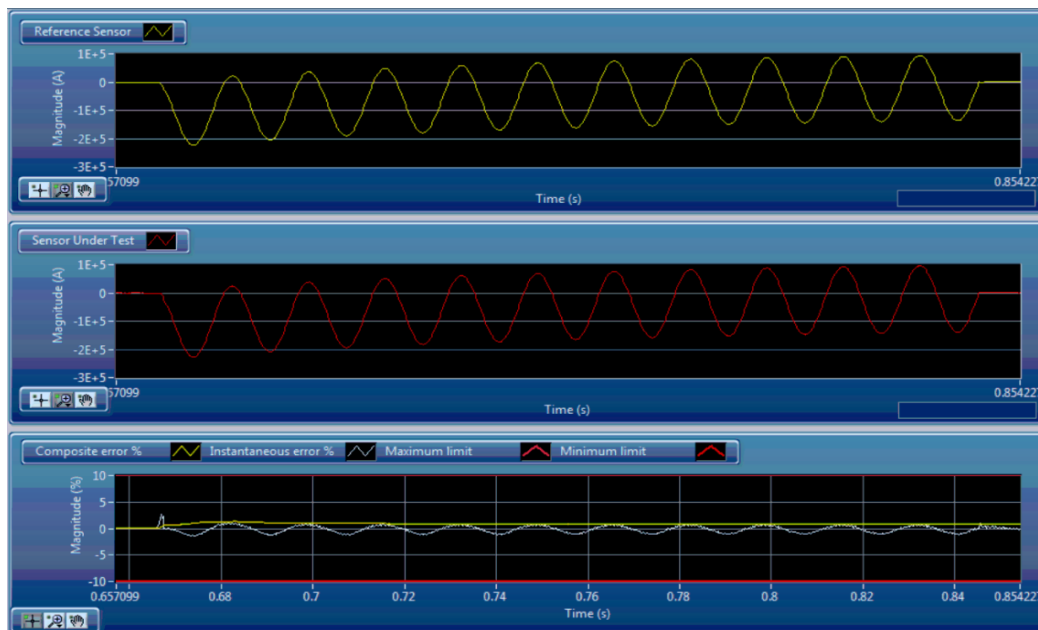 Reference Sensor
Magnitude (A)
1E+5
0
-1E+5
-2E+5
-3E+5
57099
0.854227
Time (s)
Sensor Under Test
Magnitude (A)
1E+5
0
-1E+5
-2E+5
-3E+5
57099
0.854227
Time (s)
Composite error % Instantaneous error % Maximum limit Minimum limit
Magnitude (%)
10
5
0
-5
-10
0.657099 0.68 0.7 0.72 0.74 0.76 0.78 0.8 0.82 0.84 0.854227
Time (s)